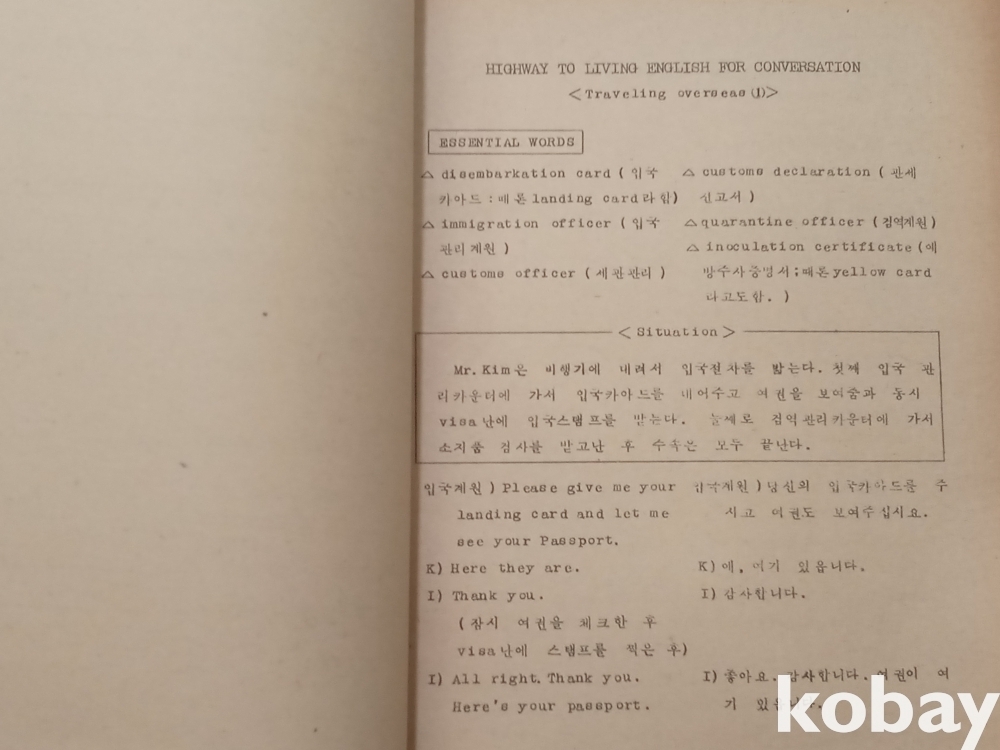 HIGHWAY TO LIVING ENGLISH FOR CONVERSATION
<Traveling overseas(1)>
ESSENTIAL WORDS
△ disembarkation card (입국
카아드:때론 landing card라함)
△ immigration officer (입국
관리계원)
△ customs officer (세관관리)
△ customs declaration (관세
신고서)
△ quarantine officer (검역계원)
△ inoculation certificate (예
방주사증명서;때론 yellow card
라고도함.)
<Situation>
Mr. Kim은 비행기에 내려서 입국절차를 밟는다. 첫째 입국 관
리카운터에 가서 입국카아드를 내어주고 여권을 보여줌과 동시
visa난에 입국스탬프를 받는다. 둘째로 검역관리카운터에 가서
소지품 검사를 받고난 후 수속은 모두 끝난다.
입국계원) Please give me your
landing card and let me
see your Passport.
K) Here they are.
I) Thank you.
(잠시 여권을 체크한 후
visa난에 스탬프를 찍은 후)
I) All right. Thank you.
Here's your passport.
입국계원) 당신의 입국카아드를 주
시고 여권도 보여주십시요.
K) 예, 여기 있읍니다.
I) 감사합니다.
I) 좋아요. 감사합니다. 여권이 여
기
kobay